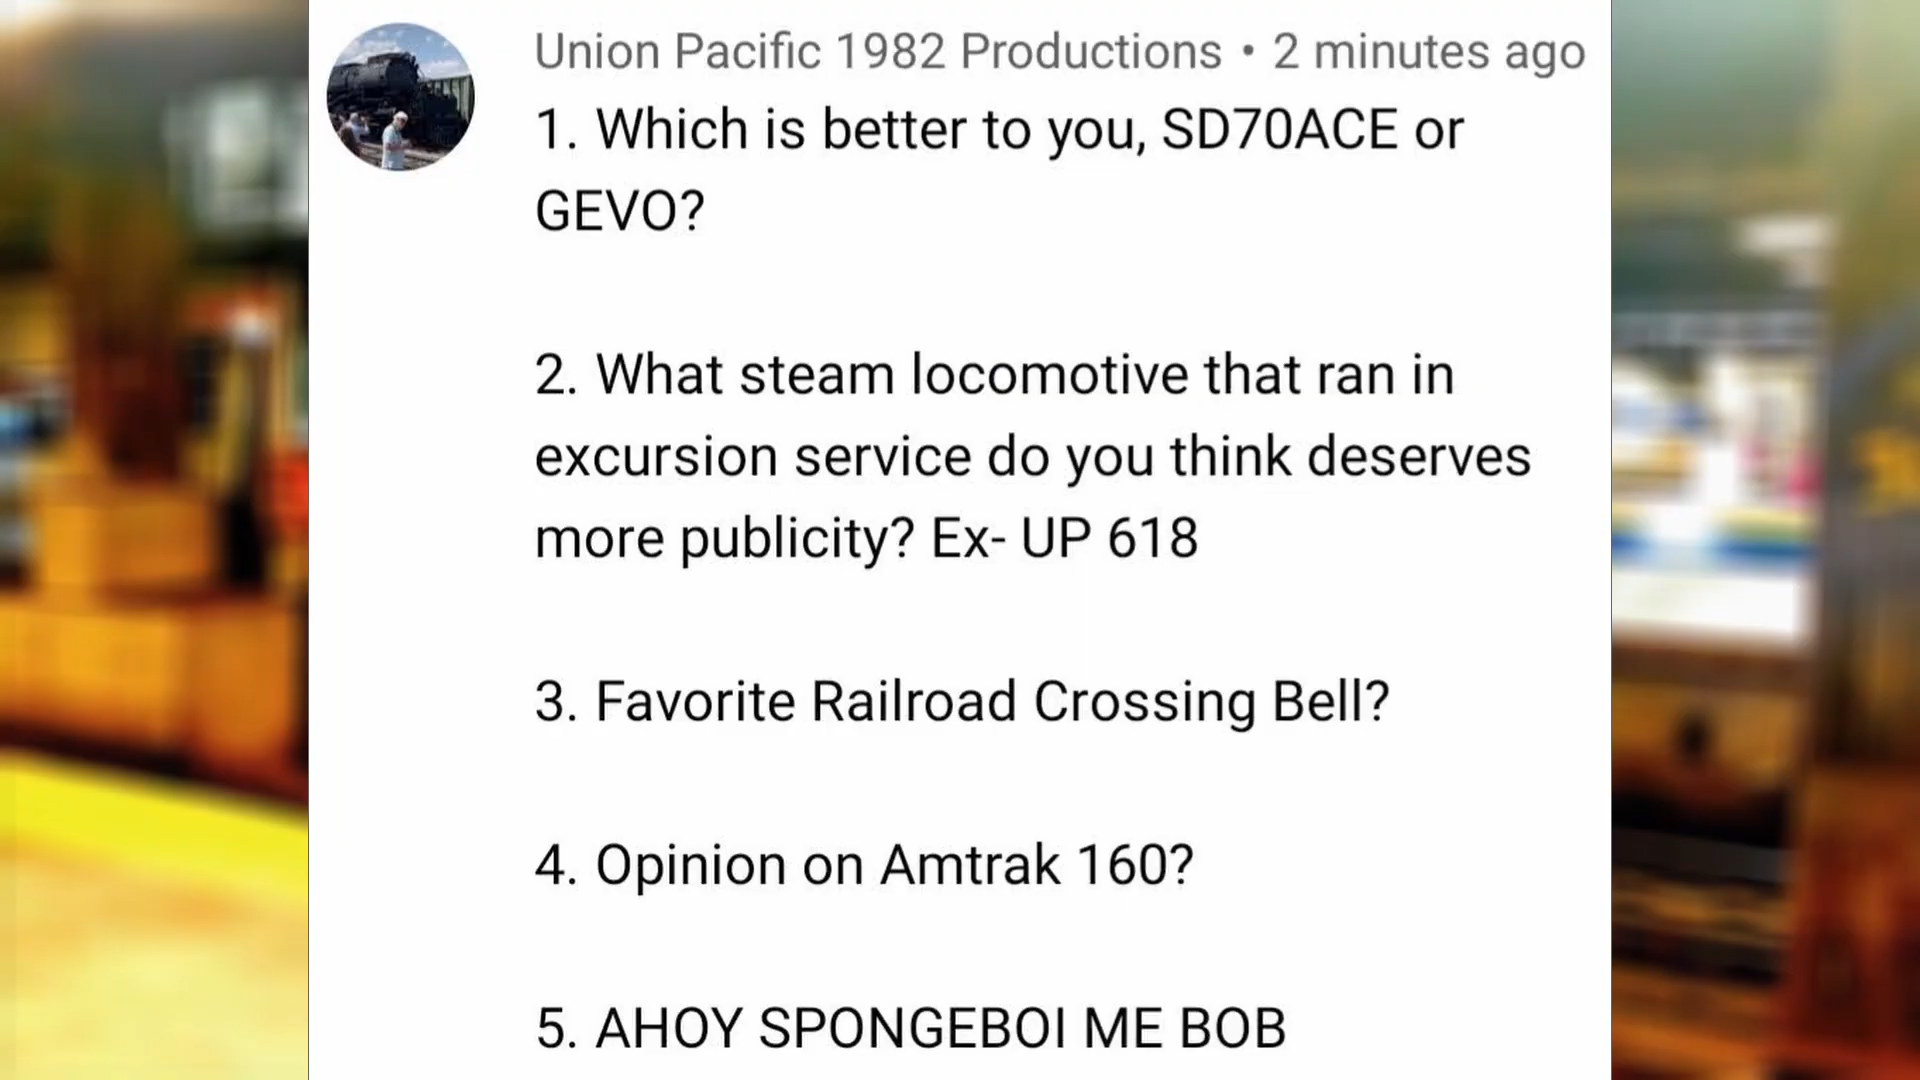 Union Pacific 1982 Productions • 2 minutes ago
1. Which is better to you, SD70ACE or
GEVO?
2. What steam locomotive that ran in
excursion service do you think deserves
more publicity? Ex- UP 618
3. Favorite Railroad Crossing Bell?
4. Opinion on Amtrak 160?
5. AHOY SPONGEBOI ME BOB